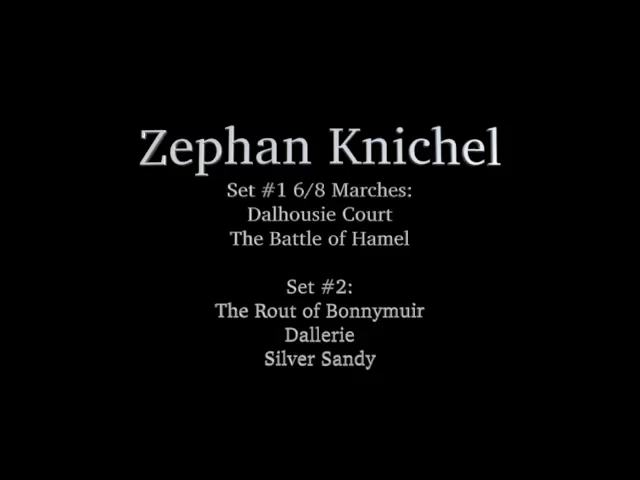 Zephan Knichel
Set #1 6/8 Marches:
Dalhousie Court
The Battle of Hamel
Set #2:
The Rout of Bonnymuir
Dallerie
Silver Sandy